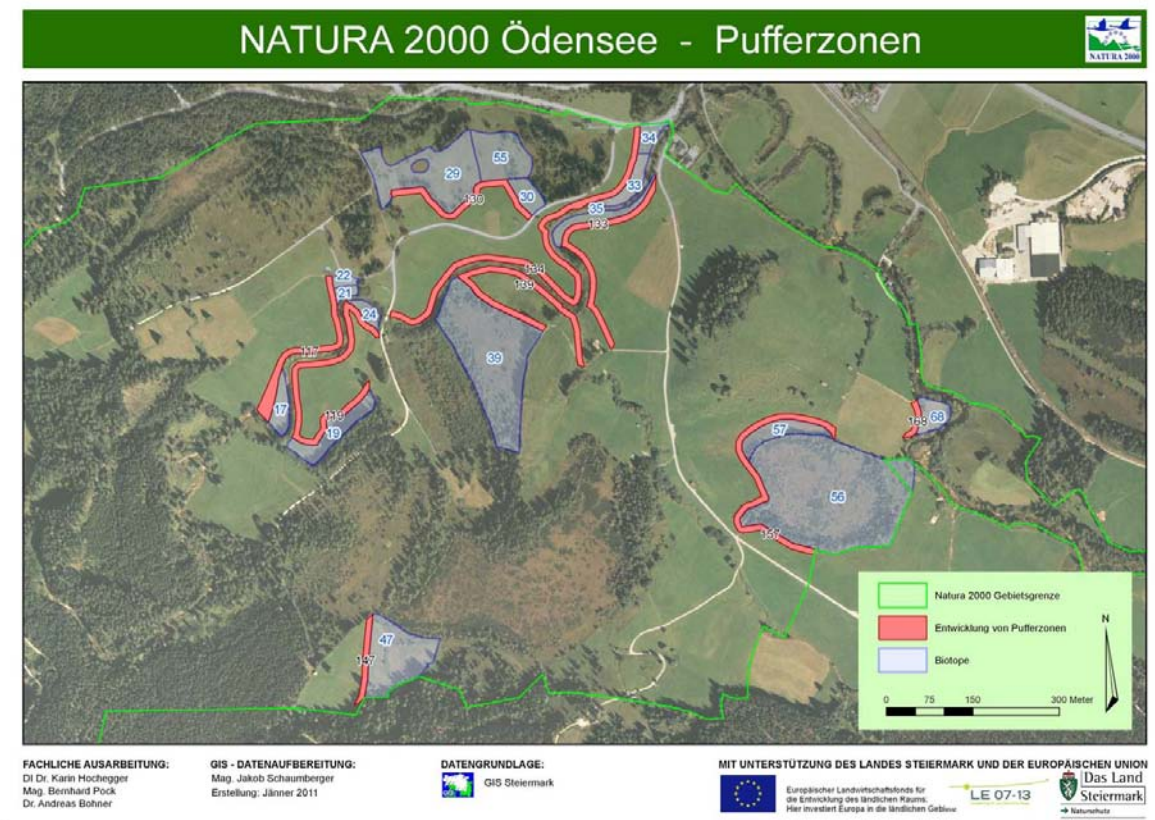 NATURA 2000 Ödensee - Pufferzonen
NATURA 2000
34
55
29
33
30
130
35
133
22
134
21
139
24
117
39
17
119
19
68
168
57
56
157
47
147
Natura 2000 Gebietsgrenze
Entwicklung von Pufferzonen
Biotope
N
0 75 150 300 Meter
FACHLICHE AUSARBEITUNG:
DI Dr. Karin Hochegger
Mag. Bernhard Pock
Dr. Andreas Bohner
GIS - DATENAUFBEREITUNG:
Mag. Jakob Schaumberger
Erstellung: Jänner 2011
DATENGRUNDLAGE:
GIS
GIS Steiermark
MIT UNTERSTÜTZUNG DES LANDES STEIERMARK UND DER EUROPÄISCHEN UNION
Europäischer Landwirtschaftsfonds für
die Entwicklung des ländlichen Raums:
Hier investiert Europa in die ländlichen Gebiete
LE 07-13
Das Land
Steiermark
→ Naturschutz